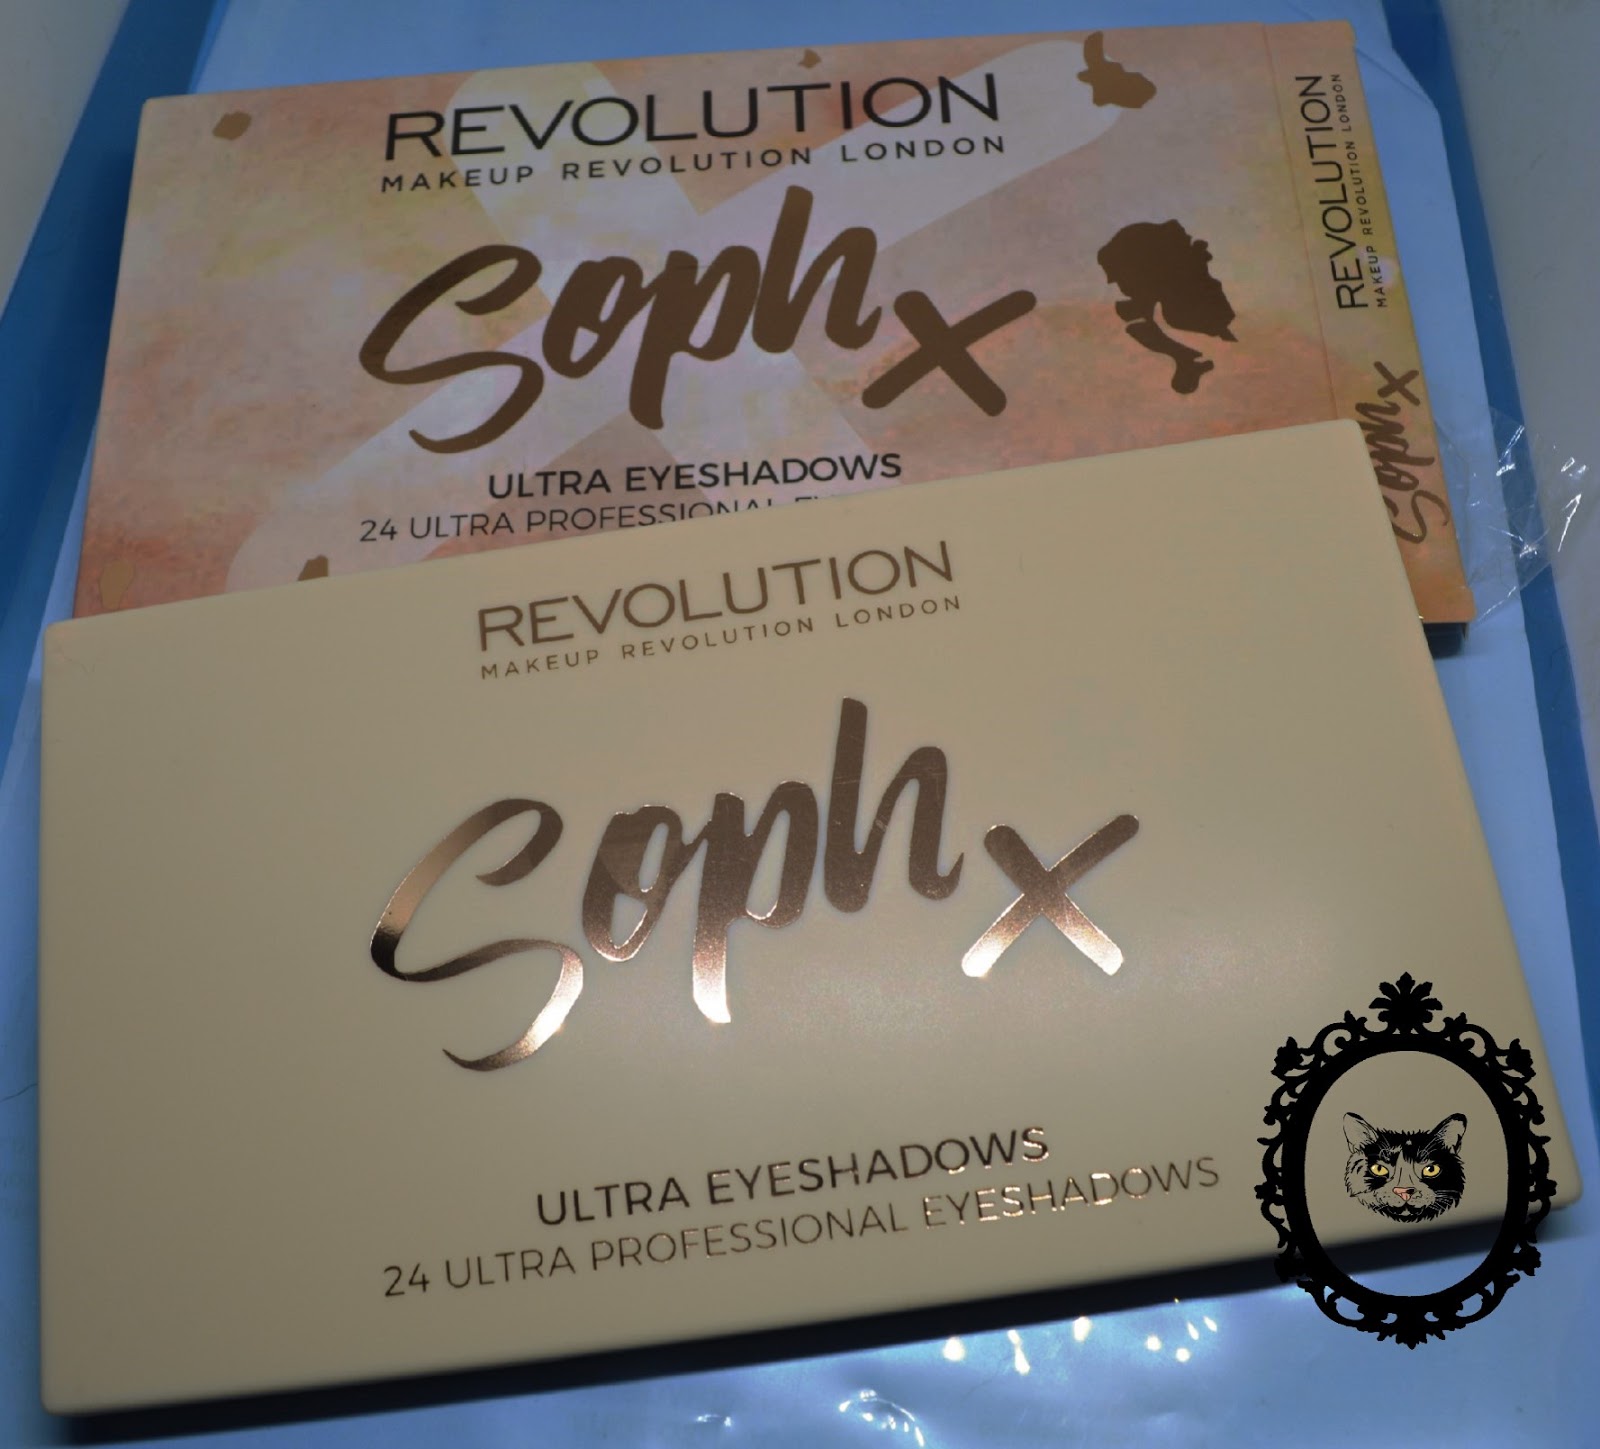 REVOLUTION
MAKEUP REVOLUTION LONDON
Soph x
ULTRA EYESHADOWS
24 ULTRA PROFESSIONAL
REVOLUTION
MAKEUP REVOLUTION LONDON
Soph x
REVOLUTION
MAKEUP REVOLUTION LONDON
Soph x
ULTRA EYESHADOWS
24 ULTRA PROFESSIONAL EYESHADOWS